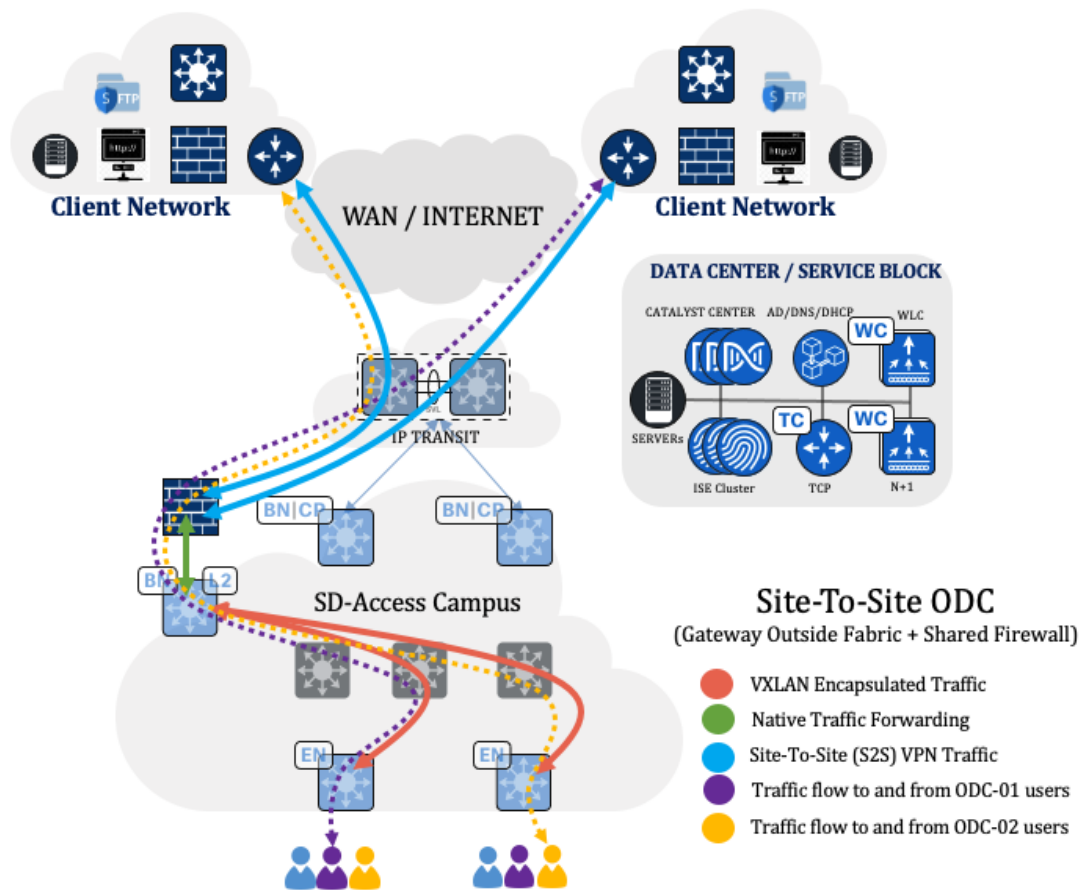 S FTP
http://
Client Network
WAN / INTERNET
S FTP
http://
Client Network
DATA CENTER / SERVICE BLOCK
CATALYST CENTER
AD/DNS/DHCP
WC
WLC
SERVERs
TC
WC
ISE Cluster
TCP
N+1
SVL
IP TRANSIT
BN|CP
BN|CP
BN
L2
SD-Access Campus
EN
EN
Site-To-Site ODC
(Gateway Outside Fabric + Shared Firewall)
VXLAN Encapsulated Traffic
Native Traffic Forwarding
Site-To-Site (S2S) VPN Traffic
Traffic flow to and from ODC-01 users
Traffic flow to and from ODC-02 users